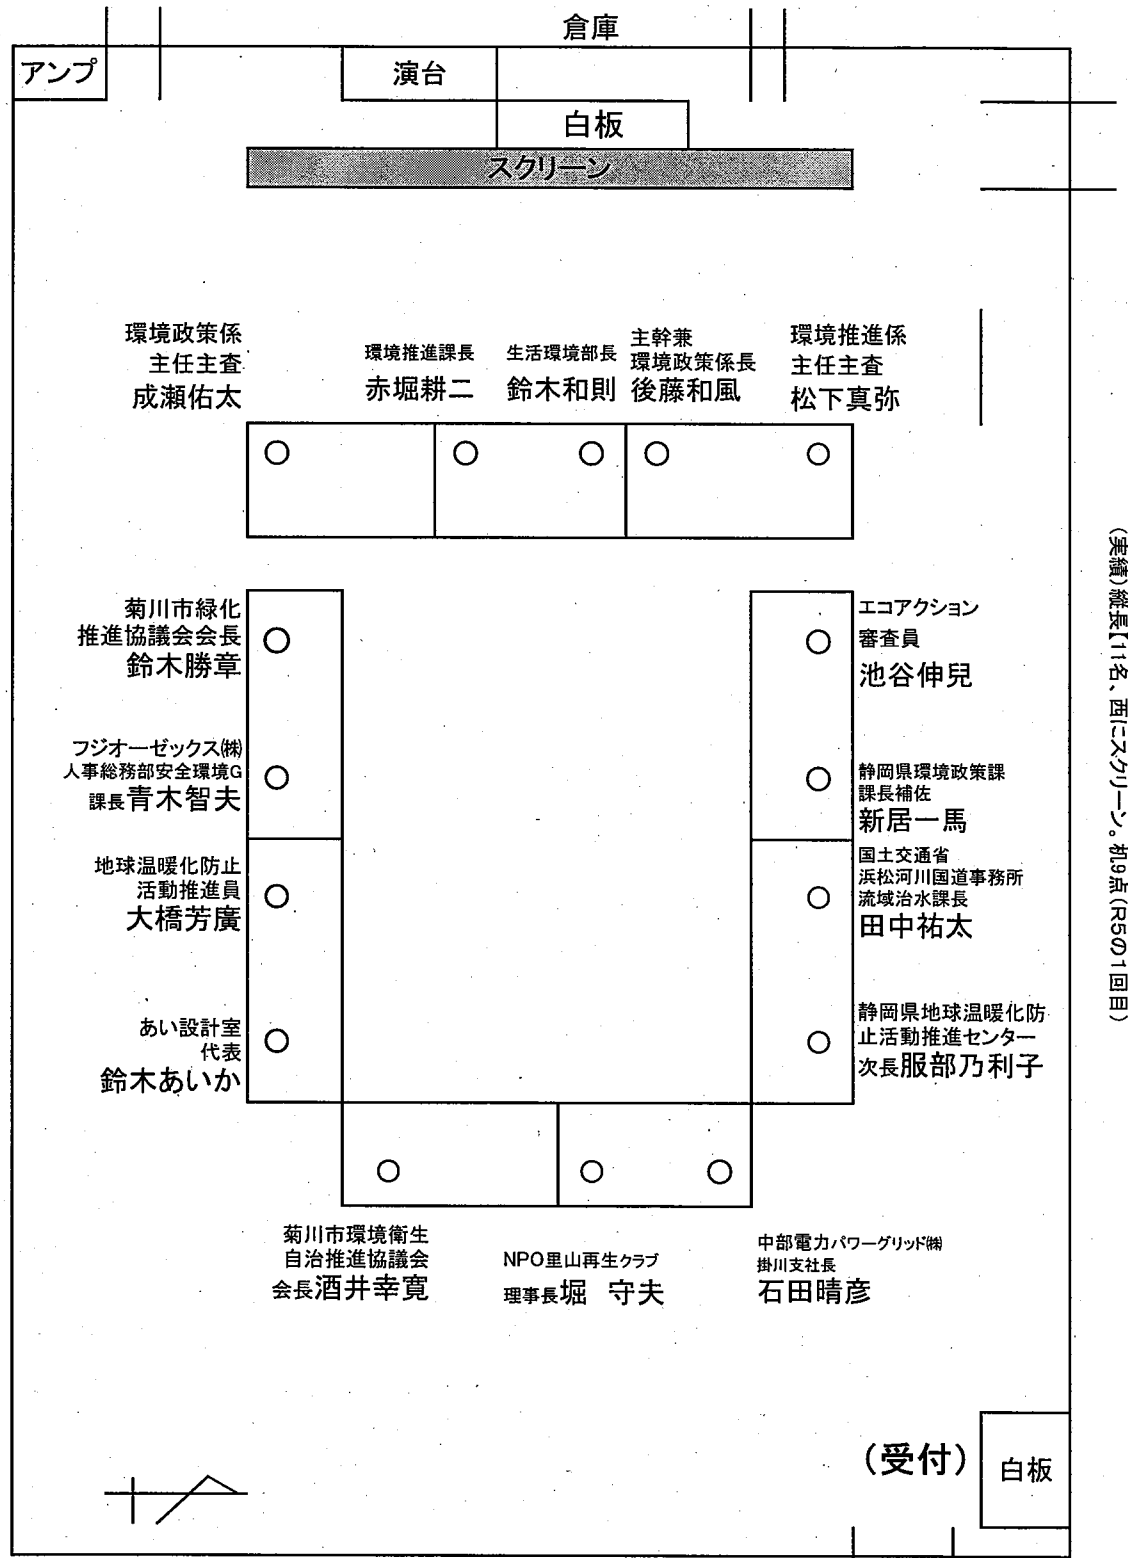 倉庫
アンプ
演台
白板
スクリーン
環境政策係
主任主査
成瀬佑太
環境推進課長
赤堀耕二
生活環境部長
鈴木和則
主幹兼
環境政策係長
後藤和風
環境推進係
主任主査
松下真弥
菊川市緑化
推進協議会会長
鈴木勝章
フジオーゼックス㈱
人事総務部安全環境G
課長青木智夫
地球温暖化防止
活動推進員
大橋芳廣
あい設計室
代表
鈴木あいか
エコアクション
審査員
池谷伸兒
静岡県環境政策課
課長補佐
新居一馬
国土交通省
浜松河川国道事務所
流域治水課長
田中祐太
静岡県地球温暖化防
止活動推進センター
次長服部乃利子
菊川市環境衛生
自治推進協議会
会長酒井幸寛
NPO里山再生クラブ
理事長堀 守夫
中部電力パワーグリッド㈱
掛川支社長
石田晴彦
(受付)
白板
(実績)縦長【11名、西にスクリーン。机9点(R5の1回目)